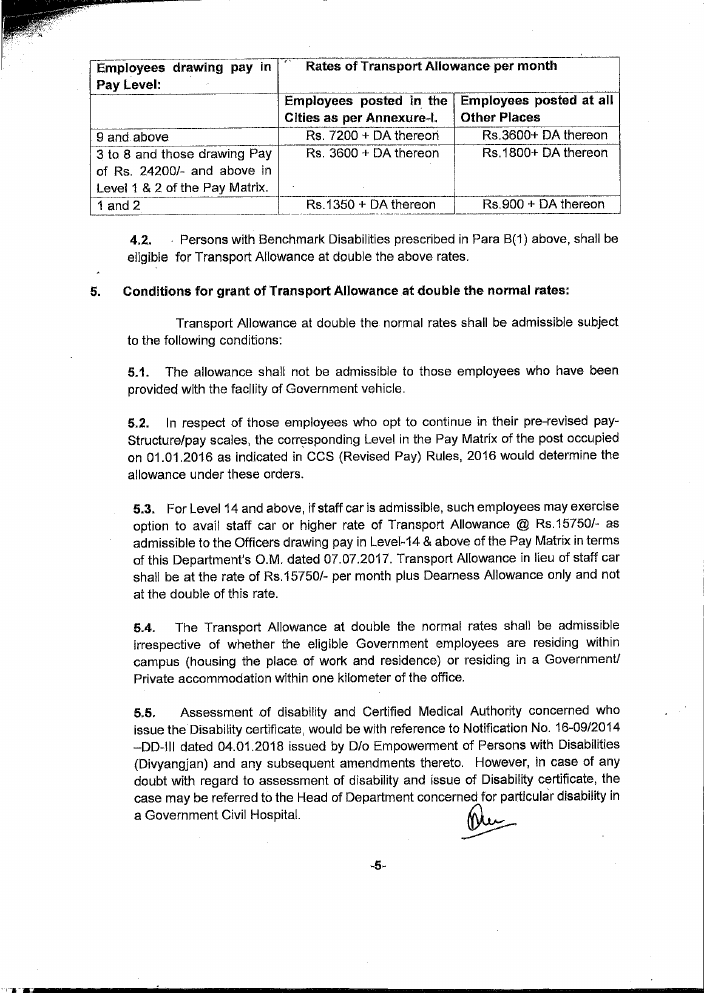 Employees drawing pay in Rates of Transport Allowance per month
Pay Level:
Employees posted in the Employees posted at all
Cities as per Annexure-I. Other Places
9 and above Rs. 7200 + DA thereon Rs.3600+ DA thereon
3 to 8 and those drawing Pay Rs. 3600 + DA thereon Rs.1800+ DA thereon
of Rs. 24200/- and above in
Level 1 & 2 of the Pay Matrix.
1 and 2 Rs.1350 + DA thereon Rs.900 + DA thereon
4.2. Persons with Benchmark Disabilities prescribed in Para B(1) above, shall be
eligible for Transport Allowance at double the above rates.
5. Conditions for grant of Transport Allowance at double the normal rates:
Transport Allowance at double the normal rates shall be admissible subject
to the following conditions:
5.1. The allowance shall not be admissible to those employees who have been
provided with the facility of Government vehicle.
5.2. In respect of those employees who opt to continue in their pre-revised pay-
Structure/pay scales, the corresponding Level in the Pay Matrix of the post occupied
on 01.01.2016 as indicated in CCS (Revised Pay) Rules, 2016 would determine the
allowance under these orders.
5.3. For Level 14 and above, if staff car is admissible, such employees may exercise
option to avail staff car or higher rate of Transport Allowance @ Rs.15750/- as
admissible to the Officers drawing pay in Level-14 & above of the Pay Matrix in terms
of this Department's O.M. dated 07.07.2017. Transport Allowance in lieu of staff car
shall be at the rate of Rs.15750/- per month plus Dearness Allowance only and not
at the double of this rate.
5.4. The Transport Allowance at double the normal rates shall be admissible
irrespective of whether the eligible Government employees are residing within
campus (housing the place of work and residence) or residing in a Government/
Private accommodation within one kilometer of the office.
5.5. Assessment of disability and Certified Medical Authority concerned who
issue the Disability certificate, would be with reference to Notification No. 16-09/2014
–DD-III dated 04.01.2018 issued by D/o Empowerment of Persons with Disabilities
(Divyangjan) and any subsequent amendments thereto. However, in case of any
doubt with regard to assessment of disability and issue of Disability certificate, the
case may be referred to the Head of Department concerned for particular disability in
a Government Civil Hospital.
-5-